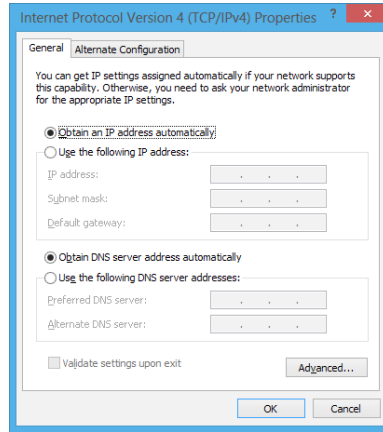 Internet Protocol Version 4 (TCP/IPv4) Properties ? ×
General Alternate Configuration
You can get IP settings assigned automatically if your network supports
this capability. Otherwise, you need to ask your network administrator
for the appropriate IP settings.
Obtain an IP address automatically
Use the following IP address:
IP address: . . .
Subnet mask: . . .
Default gateway: . . .
Obtain DNS server address automatically
Use the following DNS server addresses:
Preferred DNS server: . . .
Alternate DNS server: . . .
Validate settings upon exit
Advanced...
OK Cancel